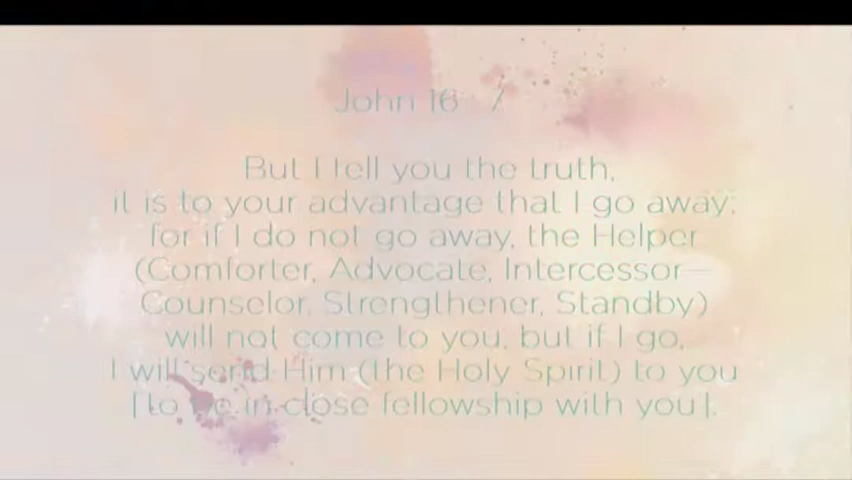 John 16 7
But I tell you the truth,
it is to your advantage that I go away;
for if I do not go away, the Helper
(Comforter, Advocate, Intercessor—
Counselor, Strengthener, Standby)
will not come to you, but if I go,
I will send Him (the Holy Spirit) to you
[to be in close fellowship with you].